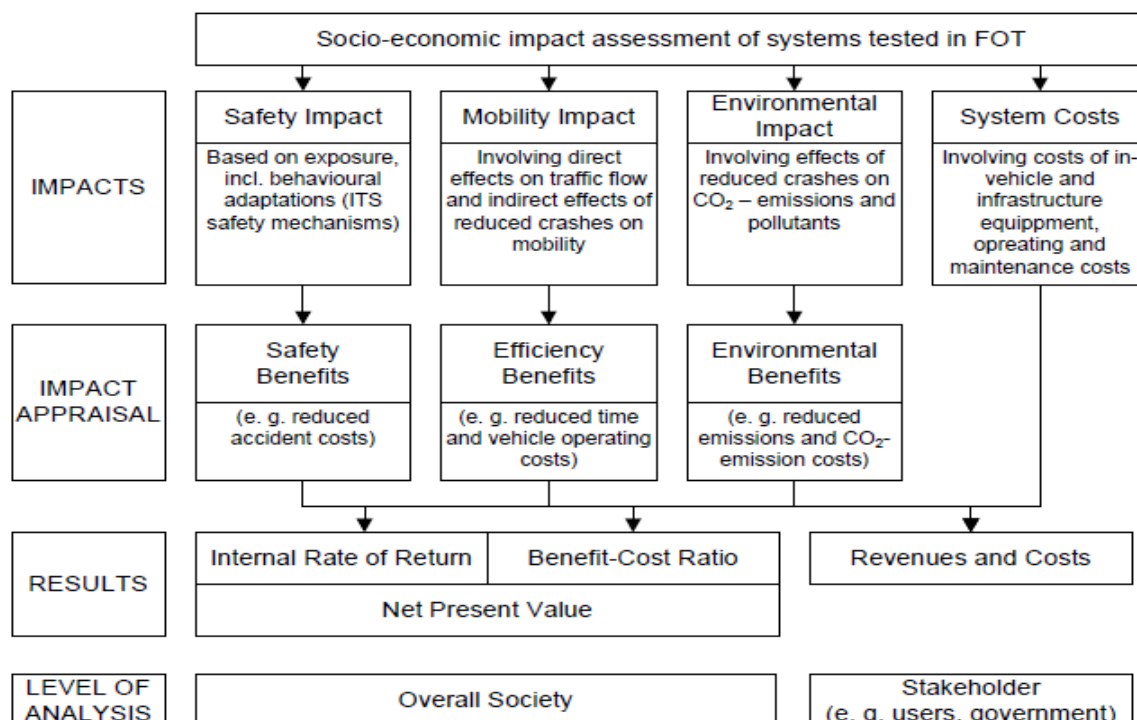 Socio-economic impact assessment of systems tested in FOT
IMPACTS
Safety Impact
Based on exposure,
incl. behavioural
adaptations (ITS
safety mechanisms)
Mobility Impact
Involving direct
effects on traffic flow
and indirect effects of
reduced crashes on
mobility
Environmental
Impact
Involving effects of
reduced crashes on
CO₂ – emissions and
pollutants
System Costs
Involving costs of in-
vehicle and
infrastructure
equippment,
opreating and
maintenance costs
IMPACT
APPRAISAL
Safety
Benefits
(e. g. reduced
accident costs)
Efficiency
Benefits
(e. g. reduced time
and vehicle operating
costs)
Environmental
Benefits
(e. g. reduced
emissions and CO₂-
emission costs)
RESULTS
Internal Rate of Return
Benefit-Cost Ratio
Net Present Value
Revenues and Costs
LEVEL OF
ANALYSIS
Overall Society
Stakeholder
(e. g. users, government)